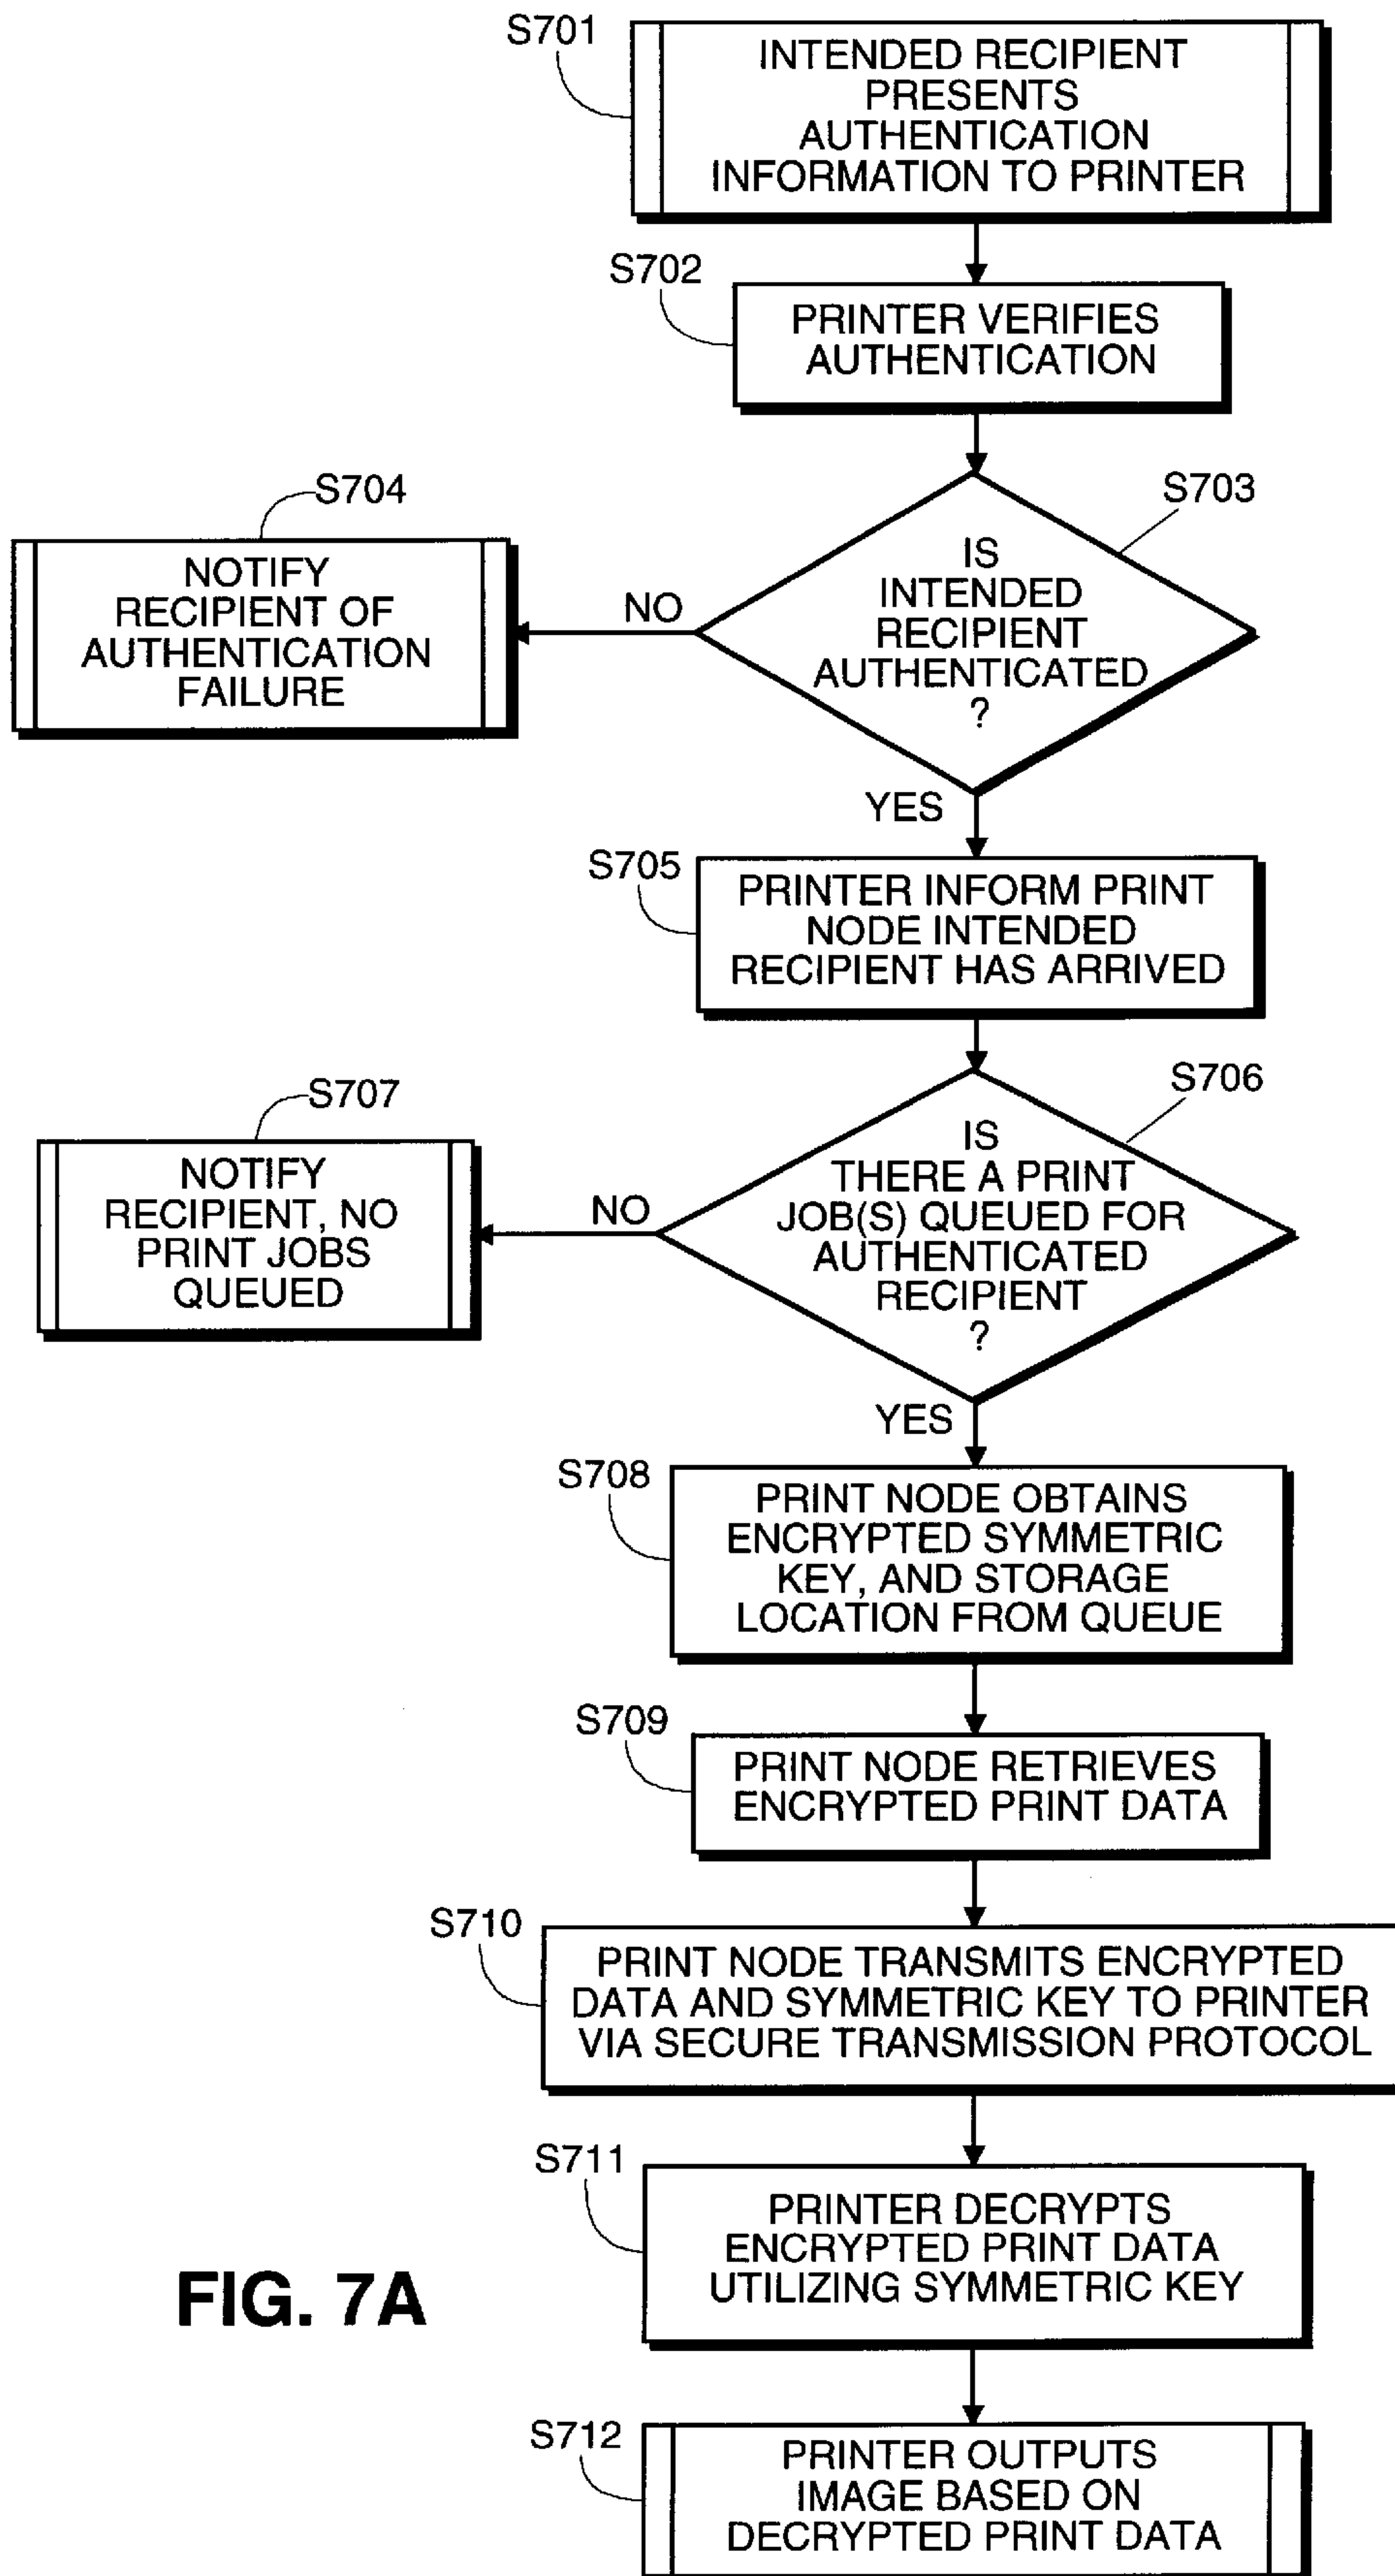 S701
INTENDED RECIPIENT
PRESENTS
AUTHENTICATION
INFORMATION TO PRINTER
S702
PRINTER VERIFIES
AUTHENTICATION
S703
IS
INTENDED
RECIPIENT
AUTHENTICATED
?
NO
S704
NOTIFY
RECIPIENT OF
AUTHENTICATION
FAILURE
YES
S705
PRINTER INFORM PRINT
NODE INTENDED
RECIPIENT HAS ARRIVED
S706
IS
THERE A PRINT
JOB(S) QUEUED FOR
AUTHENTICATED
RECIPIENT
?
NO
S707
NOTIFY
RECIPIENT, NO
PRINT JOBS
QUEUED
YES
S708
PRINT NODE OBTAINS
ENCRYPTED SYMMETRIC
KEY, AND STORAGE
LOCATION FROM QUEUE
S709
PRINT NODE RETRIEVES
ENCRYPTED PRINT DATA
S710
PRINT NODE TRANSMITS ENCRYPTED
DATA AND SYMMETRIC KEY TO PRINTER
VIA SECURE TRANSMISSION PROTOCOL
S711
PRINTER DECRYPTS
ENCRYPTED PRINT DATA
UTILIZING SYMMETRIC KEY
FIG. 7A
S712
PRINTER OUTPUTS
IMAGE BASED ON
DECRYPTED PRINT DATA